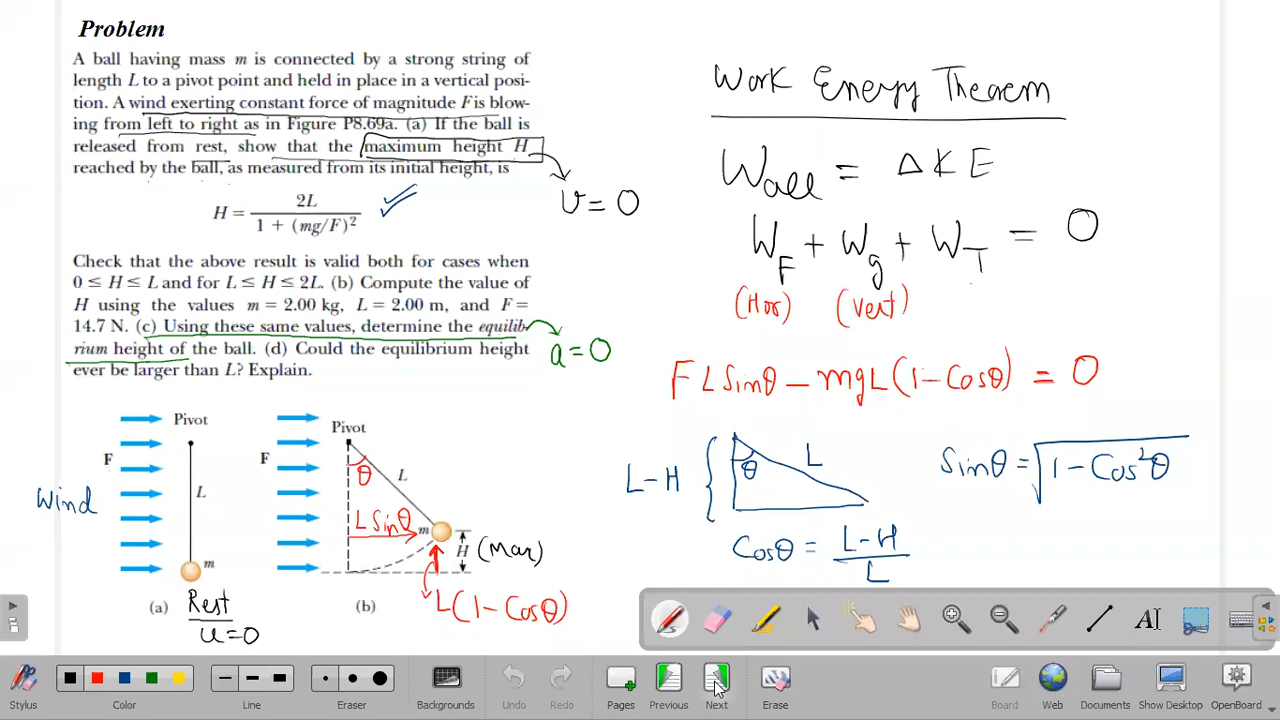 Problem
A ball having mass m is connected by a strong string of
length L to a pivot point and held in place in a vertical posi-
tion. A wind exerting constant force of magnitude F is blow-
ing from left to right as in Figure P8.69a. (a) If the ball is
released from rest, show that the maximum height H
reached by the ball, as measured from its initial height, is
H = 2L / 1 + (mg/F)²
v = 0
Check that the above result is valid both for cases when
0 ≤ H ≤ L and for L ≤ H ≤ 2L. (b) Compute the value of
H using the values m = 2.00 kg, L = 2.00 m, and F =
14.7 N. (c) Using these same values, determine the equilib-
rium height of the ball. (d) Could the equilibrium height
ever be larger than L? Explain.
a = 0
Work Energy Theorem
Wall = ΔKE
WF + Wg + WT = 0
(Hor) (Vert)
FLSinθ – mgL(1-Cosθ) = 0
L-H
θ
L
Sinθ = √1 – Cos²θ
Cosθ = L-H / L
Pivot
F
L
m
Wind
(a)
Rest
u=0
Pivot
F
θ
L
LSinθ
m
H
(Max)
L(1-Cosθ)
(b)
Stylus
Color
Line
Eraser
Backgrounds
Undo
Redo
Pages
Previous
Next
Erase
Board
Web
Documents
Show Desktop
OpenBoard